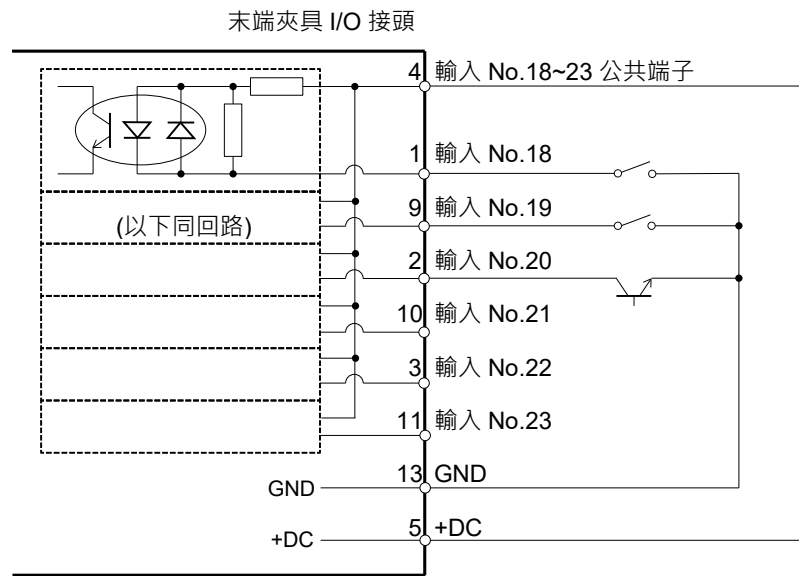 末端夾具 I/O 接頭
4 輸入 No.18~23 公共端子
1 輸入 No.18
9 輸入 No.19
(以下同回路)
2 輸入 No.20
10 輸入 No.21
3 輸入 No.22
11 輸入 No.23
GND 13 GND
+DC 5 +DC